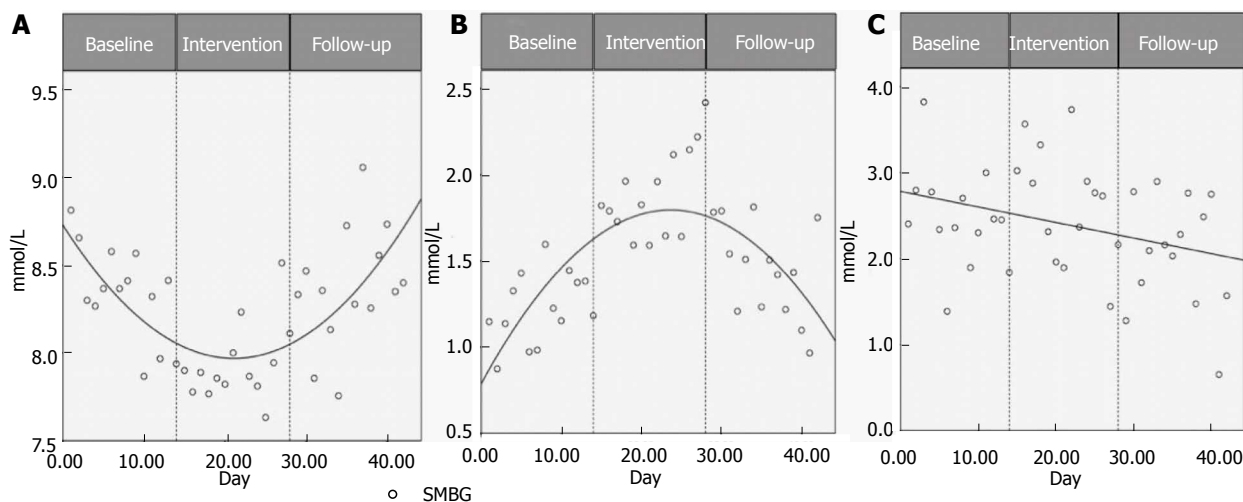 A
Baseline Intervention Follow-up
9.5
9.0
8.5
8.0
7.5
mmol/L
0.00 10.00 20.00 30.00 40.00
Day
B
Baseline Intervention Follow-up
2.5
2.0
1.5
1.0
0.5
mmol/L
0.00 10.00 20.00 30.00 40.00
Day
C
Baseline Intervention Follow-up
4.0
3.0
2.0
1.0
0.0
mmol/L
0.00 10.00 20.00 30.00 40.00
Day
SMBG